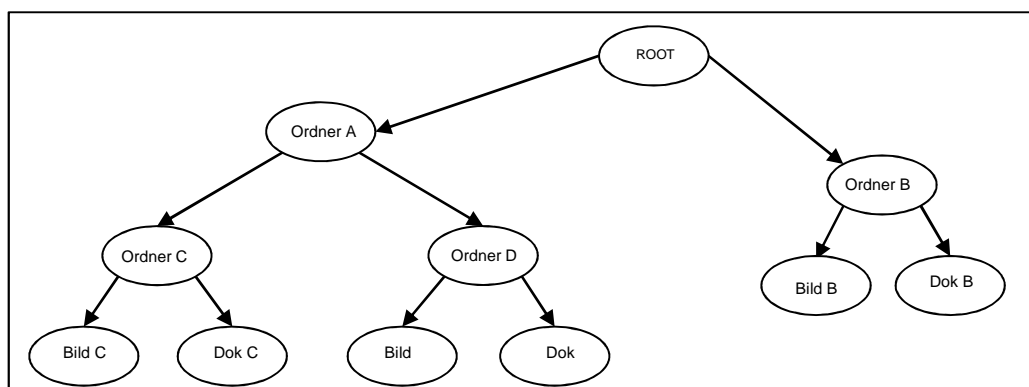 ROOT
Ordner A
Ordner B
Ordner C
Ordner D
Bild B
Dok B
Bild C
Dok C
Bild
Dok